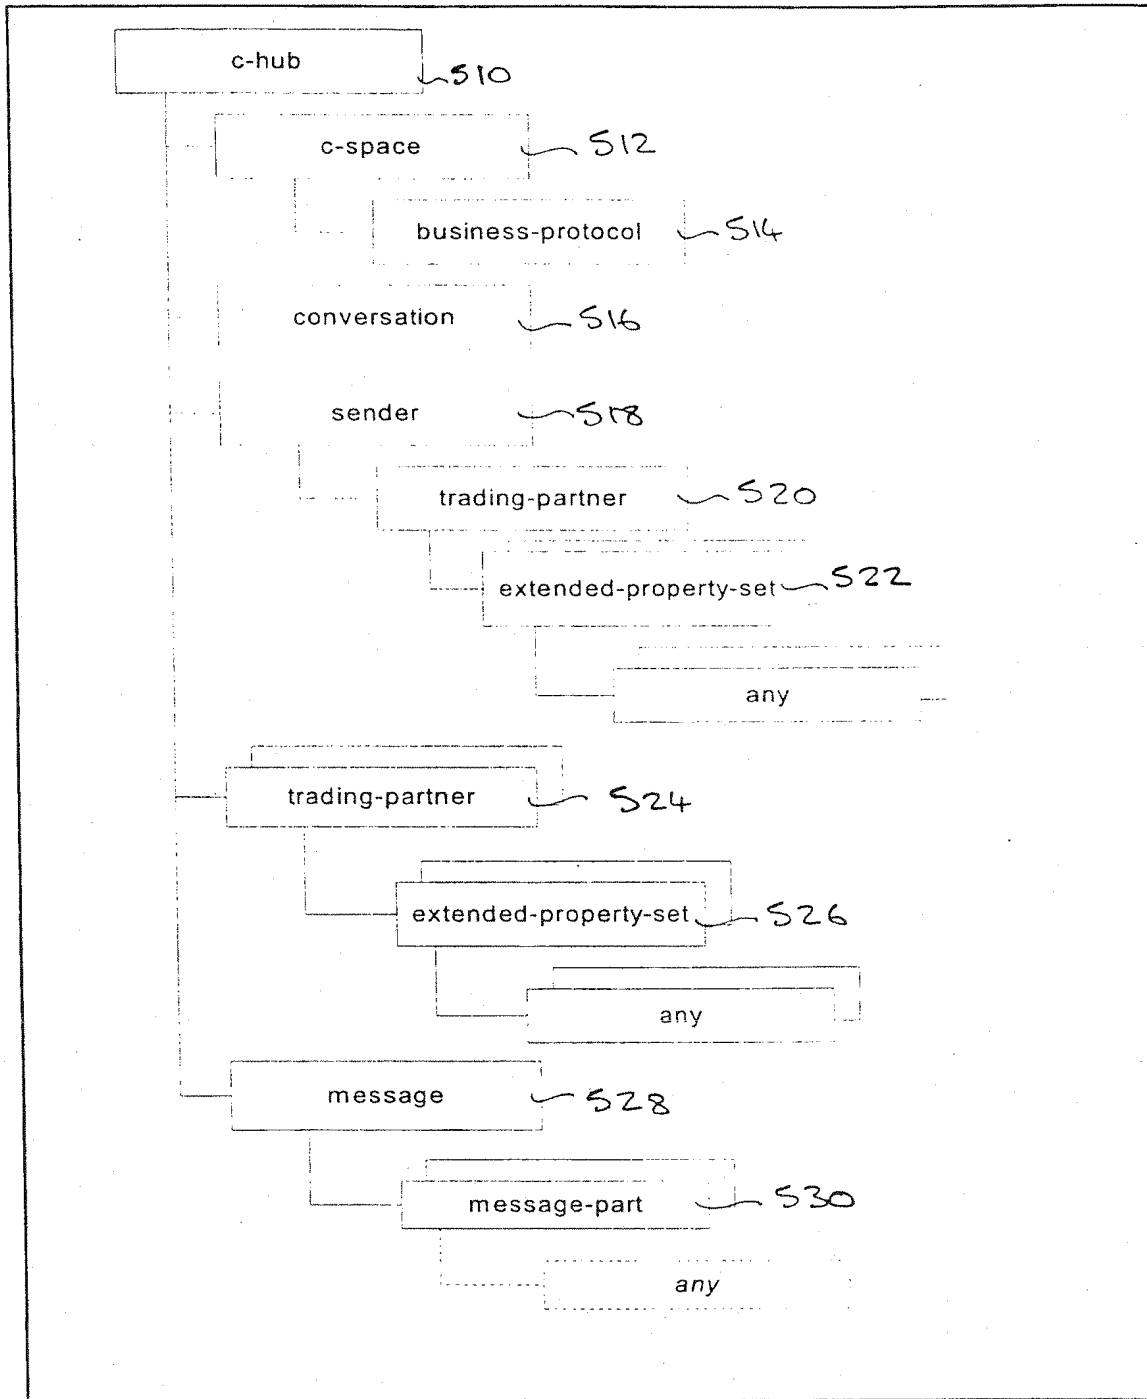 c-hub 510
c-space 512
business-protocol 514
conversation 516
sender 518
trading-partner 520
extended-property-set 522
any
trading-partner 524
extended-property-set 526
any
message 528
message-part 530
any